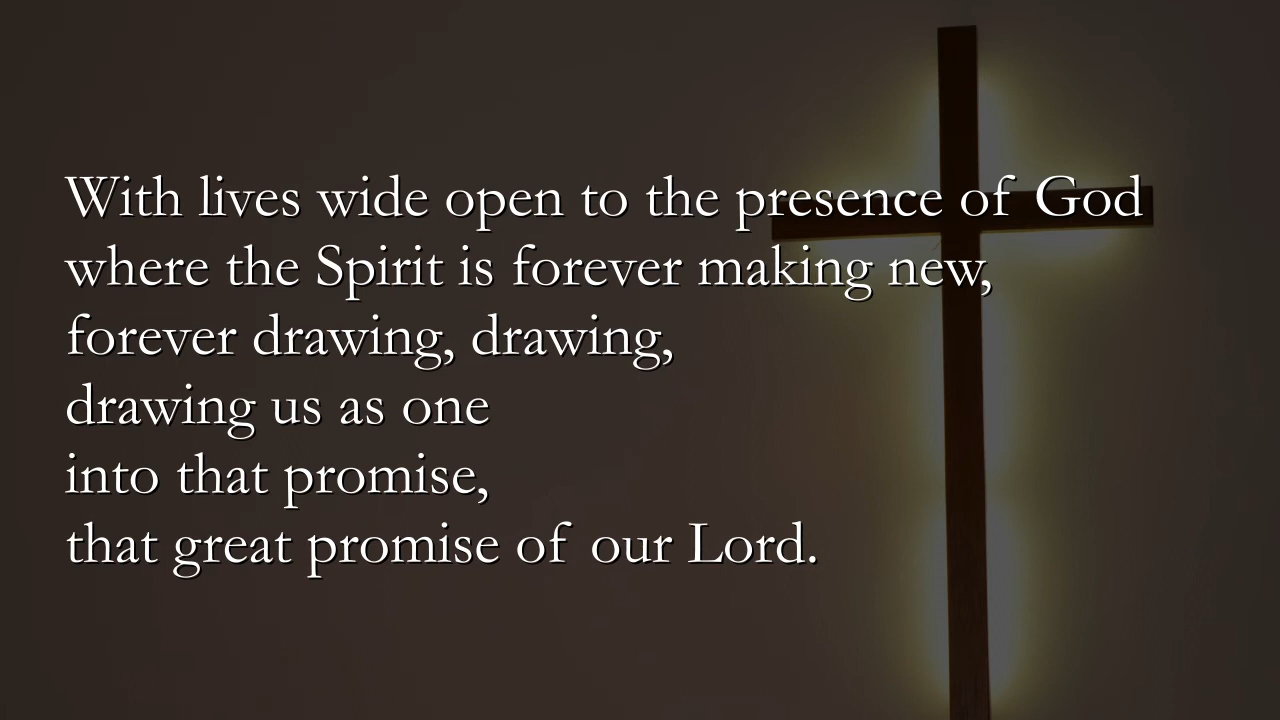 With lives wide open to the presence of God
where the Spirit is forever making new,
forever drawing, drawing,
drawing us as one
into that promise,
that great promise of our Lord.